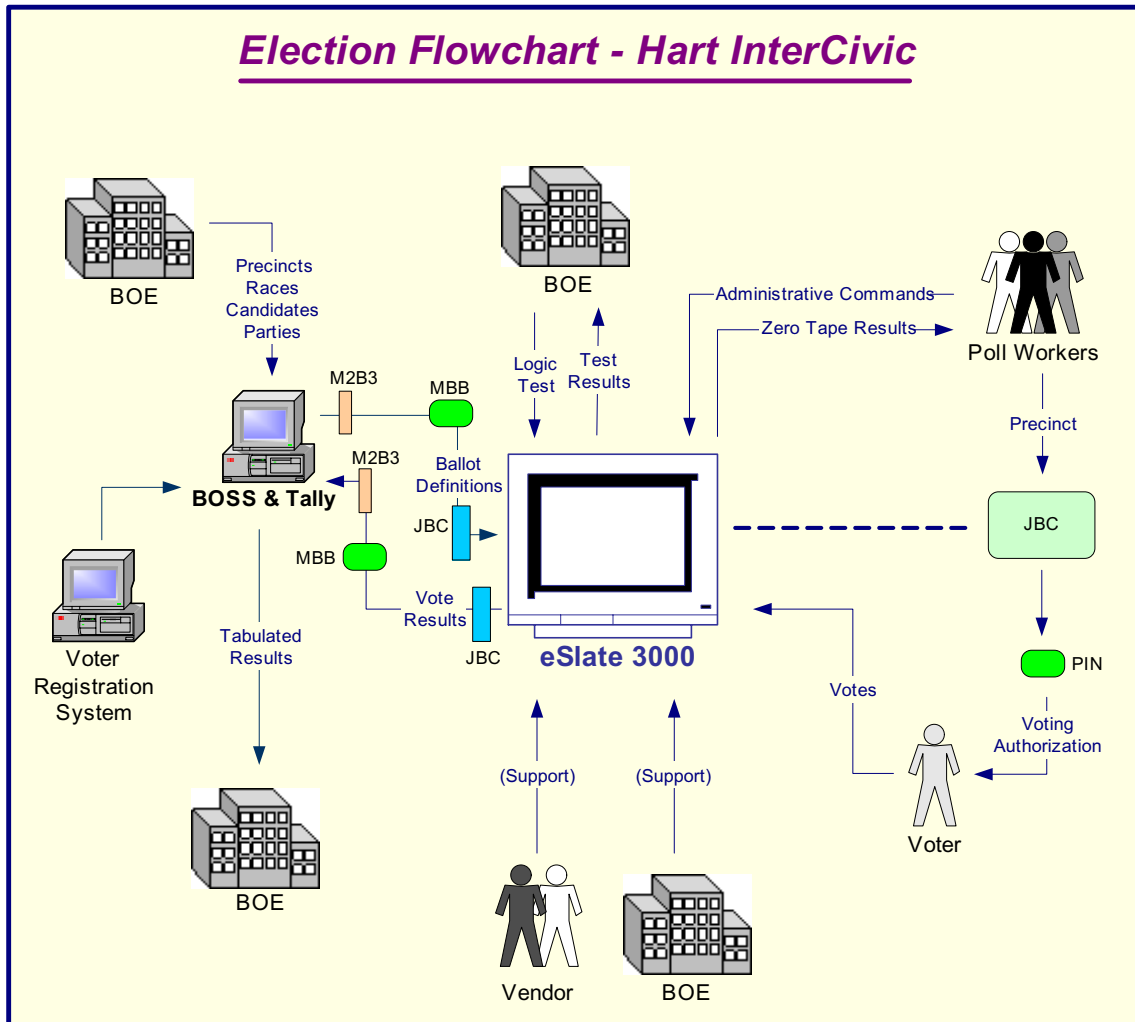 Election Flowchart - Hart InterCivic
BOE
Precincts
Races
Candidates
Parties
BOE
Logic
Test
Test
Results
Administrative Commands
Zero Tape Results
Poll Workers
Precinct
JBC
PIN
Voting
Authorization
Voter
Votes
M2B3
MBB
Ballot
Definitions
JBC
BOSS & Tally
M2B3
MBB
Vote
Results
JBC
eSlate 3000
Voter
Registration
System
Tabulated
Results
BOE
(Support)
Vendor
(Support)
BOE